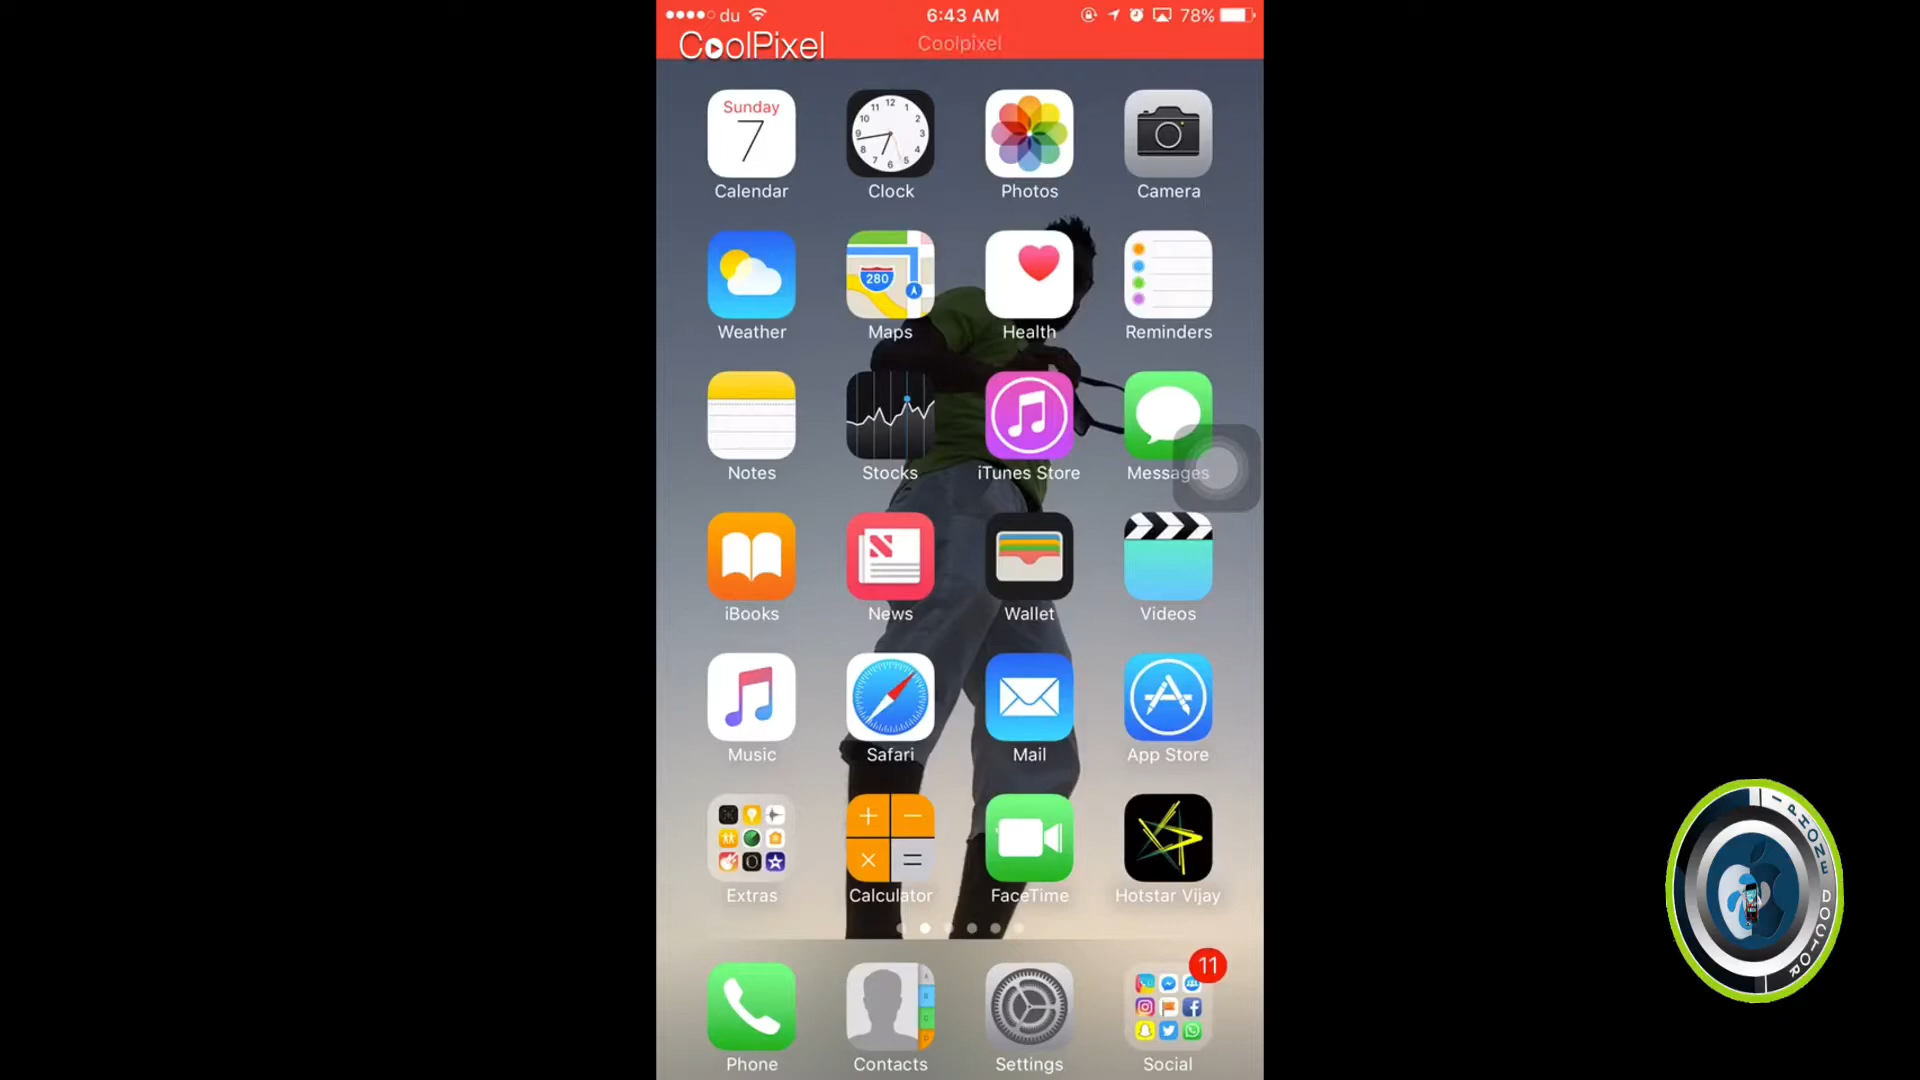 du 6:43 AM 78%
CoolPixel Coolpixel
Sunday
7
Calendar Clock Photos Camera
280
Weather Maps Health Reminders
Notes Stocks iTunes Store Messages
iBooks News Wallet Videos
Music Safari Mail App Store
Extras Calculator FaceTime Hotstar Vijay
11
Phone Contacts Settings Social
I PHONE DOCTOR